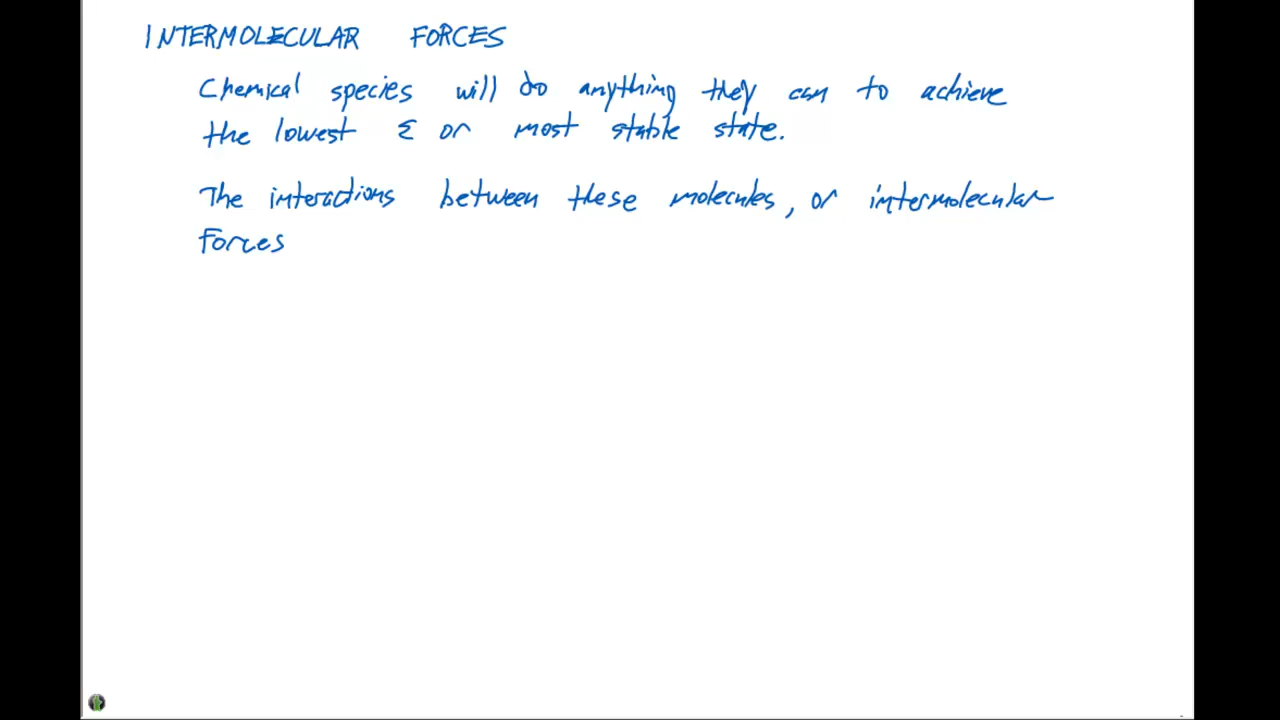 INTERMOLECULAR FORCES
Chemical species will do anything they can to achieve
the lowest Σ or most stable state.
The interactions between these molecules, or intermolecular
forces